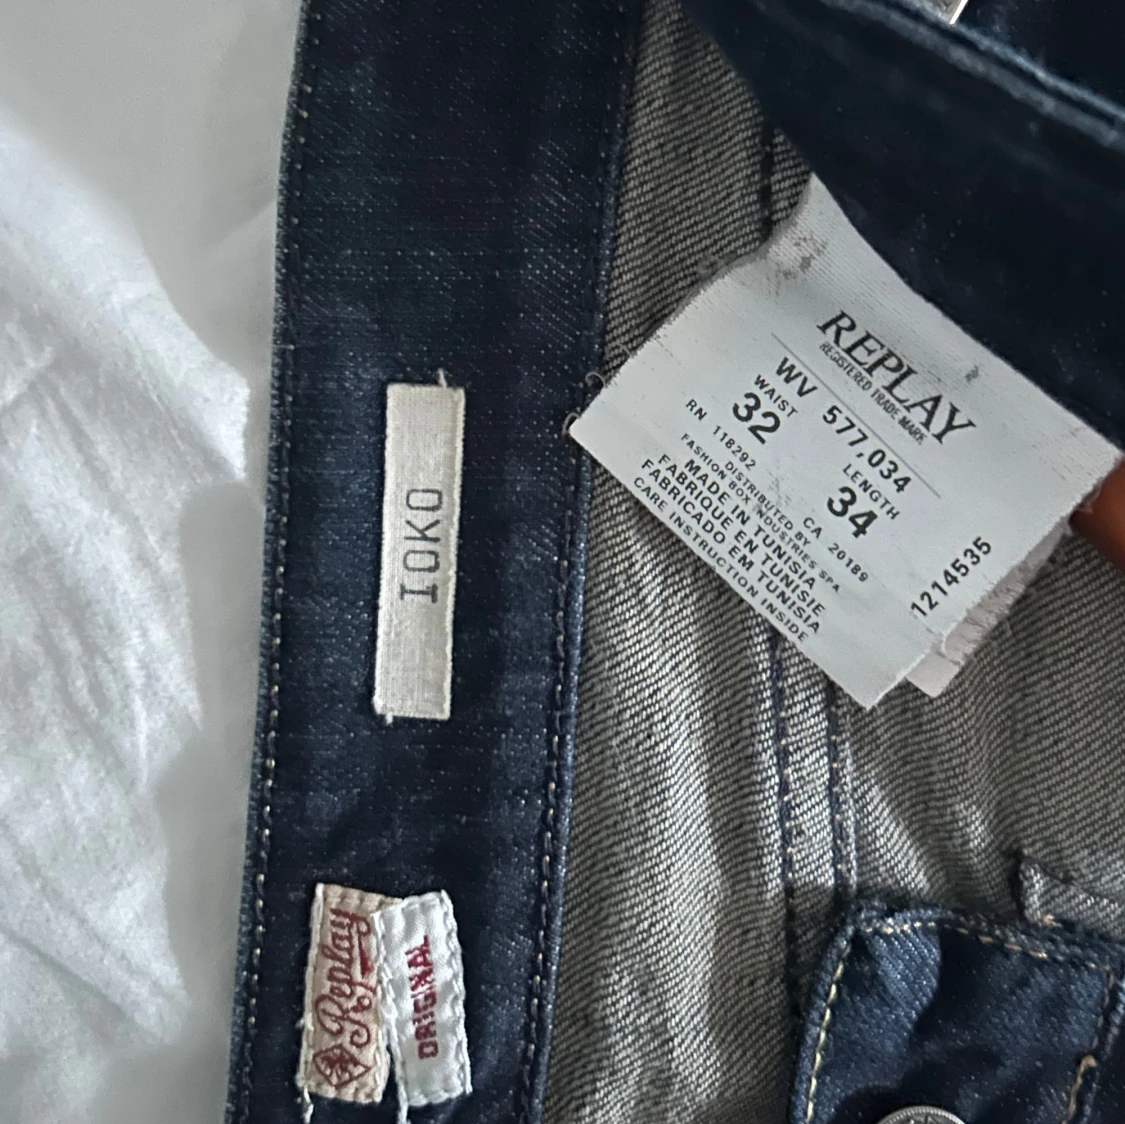 REPLAY
REGISTERED TRADE MARK
WV 577,034
WAIST LENGTH
32 34
RN 118292 CA 20189
DISTRIBUTED BY
FASHION BOX INDUSTRIES SPA
MADE IN TUNISIA
FABRIQUE EN TUNISIE
FABRICADO EM TUNISIA
CARE INSTRUCTION INSIDE
1214535
IOKO
Replay
ORIGINAL